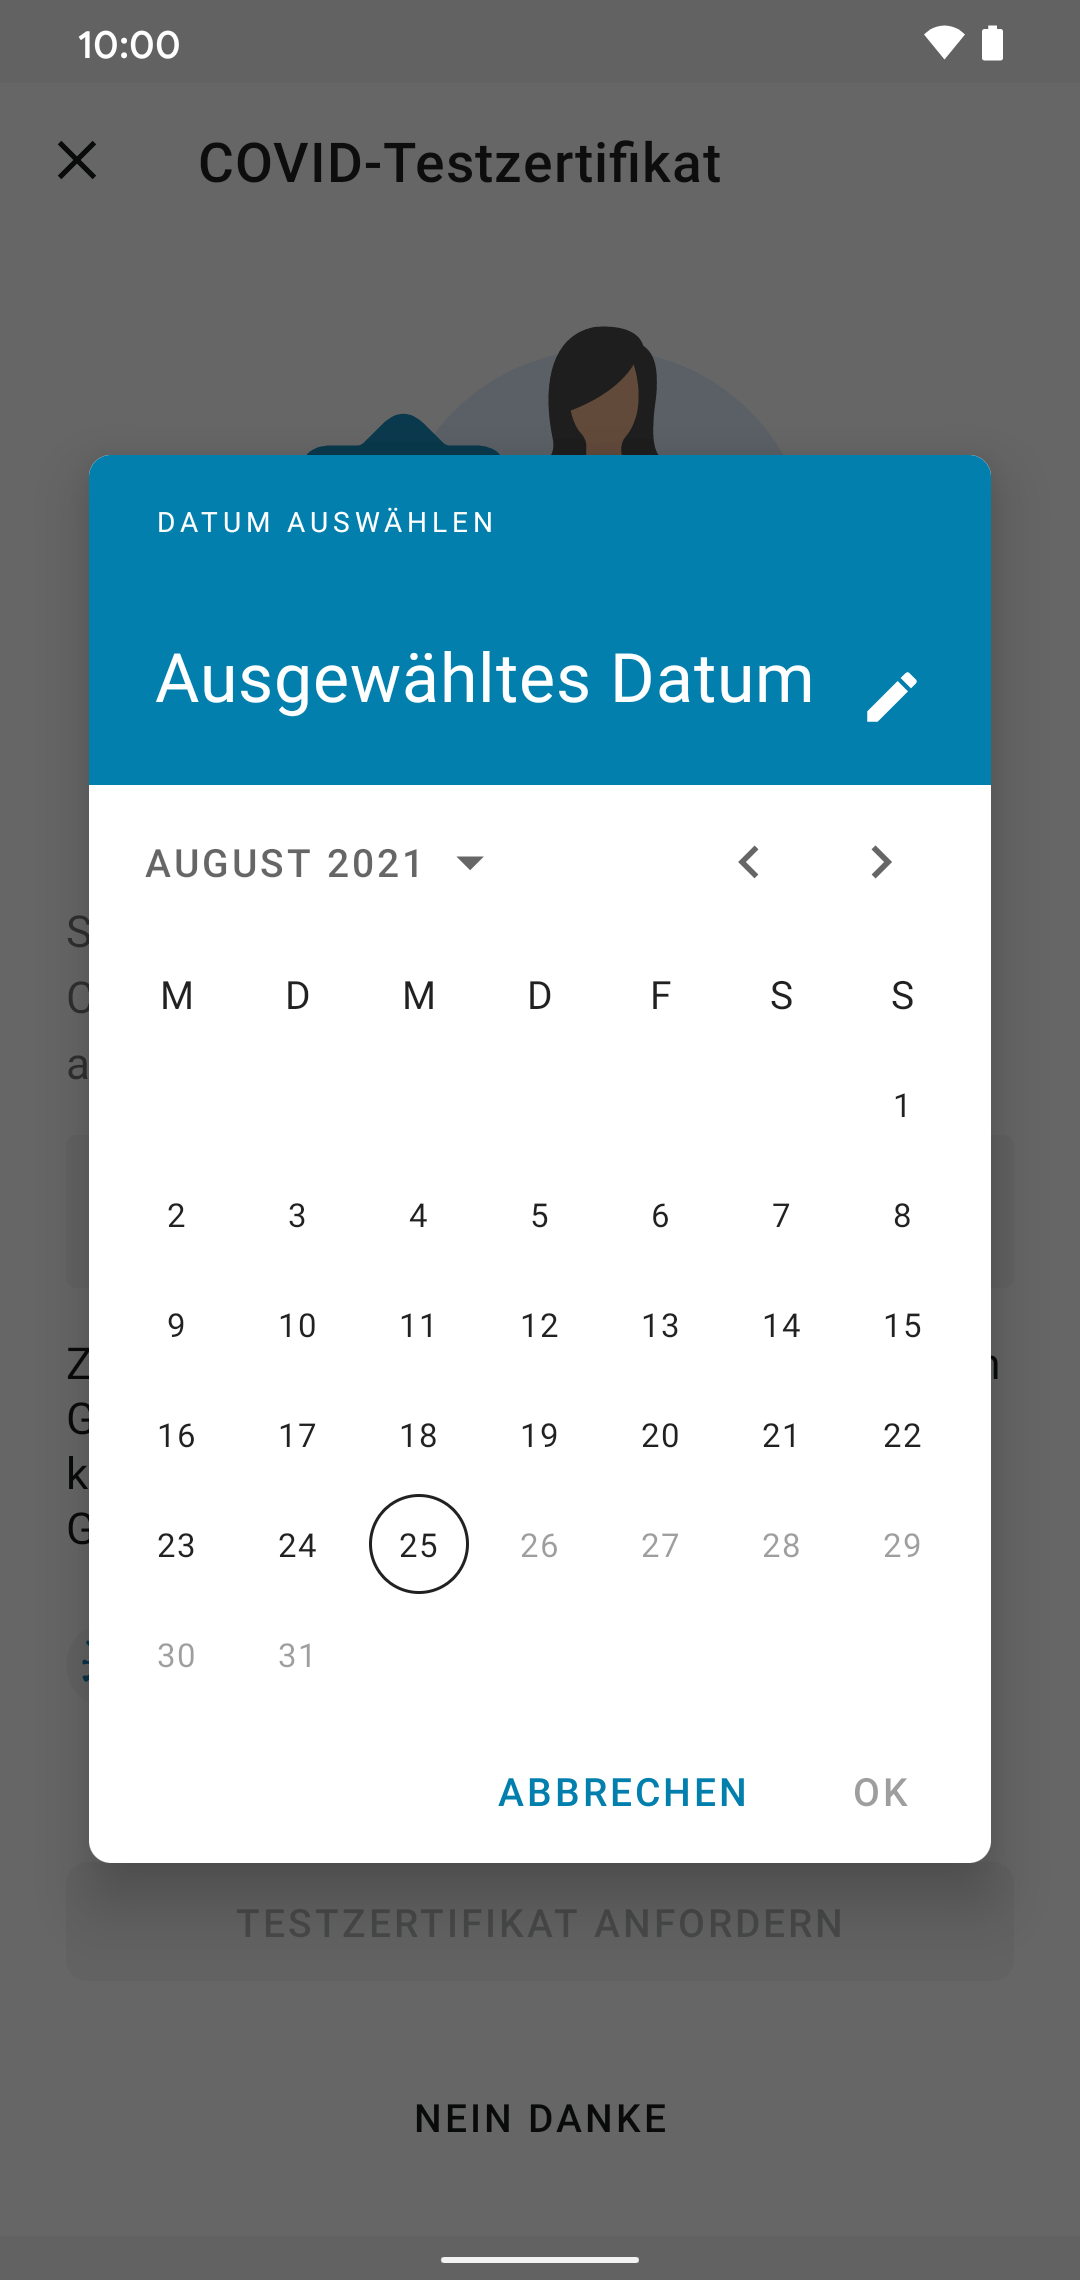 10:00
COVID-Testzertifikat
DATUM AUSWÄHLEN
Ausgewähltes Datum
AUGUST 2021
M D M D F S S
1
2 3 4 5 6 7 8
9 10 11 12 13 14 15
16 17 18 19 20 21 22
23 24 25 26 27 28 29
30 31
ABBRECHEN OK
TESTZERTIFIKAT ANFORDERN
NEIN DANKE